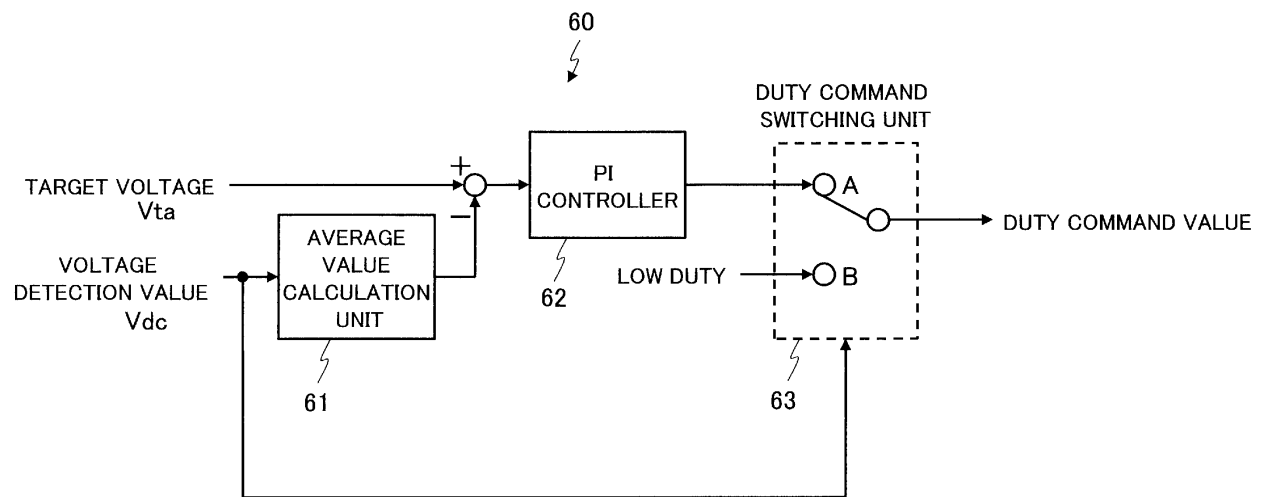 60
DUTY COMMAND
SWITCHING UNIT
TARGET VOLTAGE
Vta
+
−
PI
CONTROLLER
62
A
DUTY COMMAND VALUE
VOLTAGE
DETECTION VALUE
Vdc
AVERAGE
VALUE
CALCULATION
UNIT
61
LOW DUTY
B
63